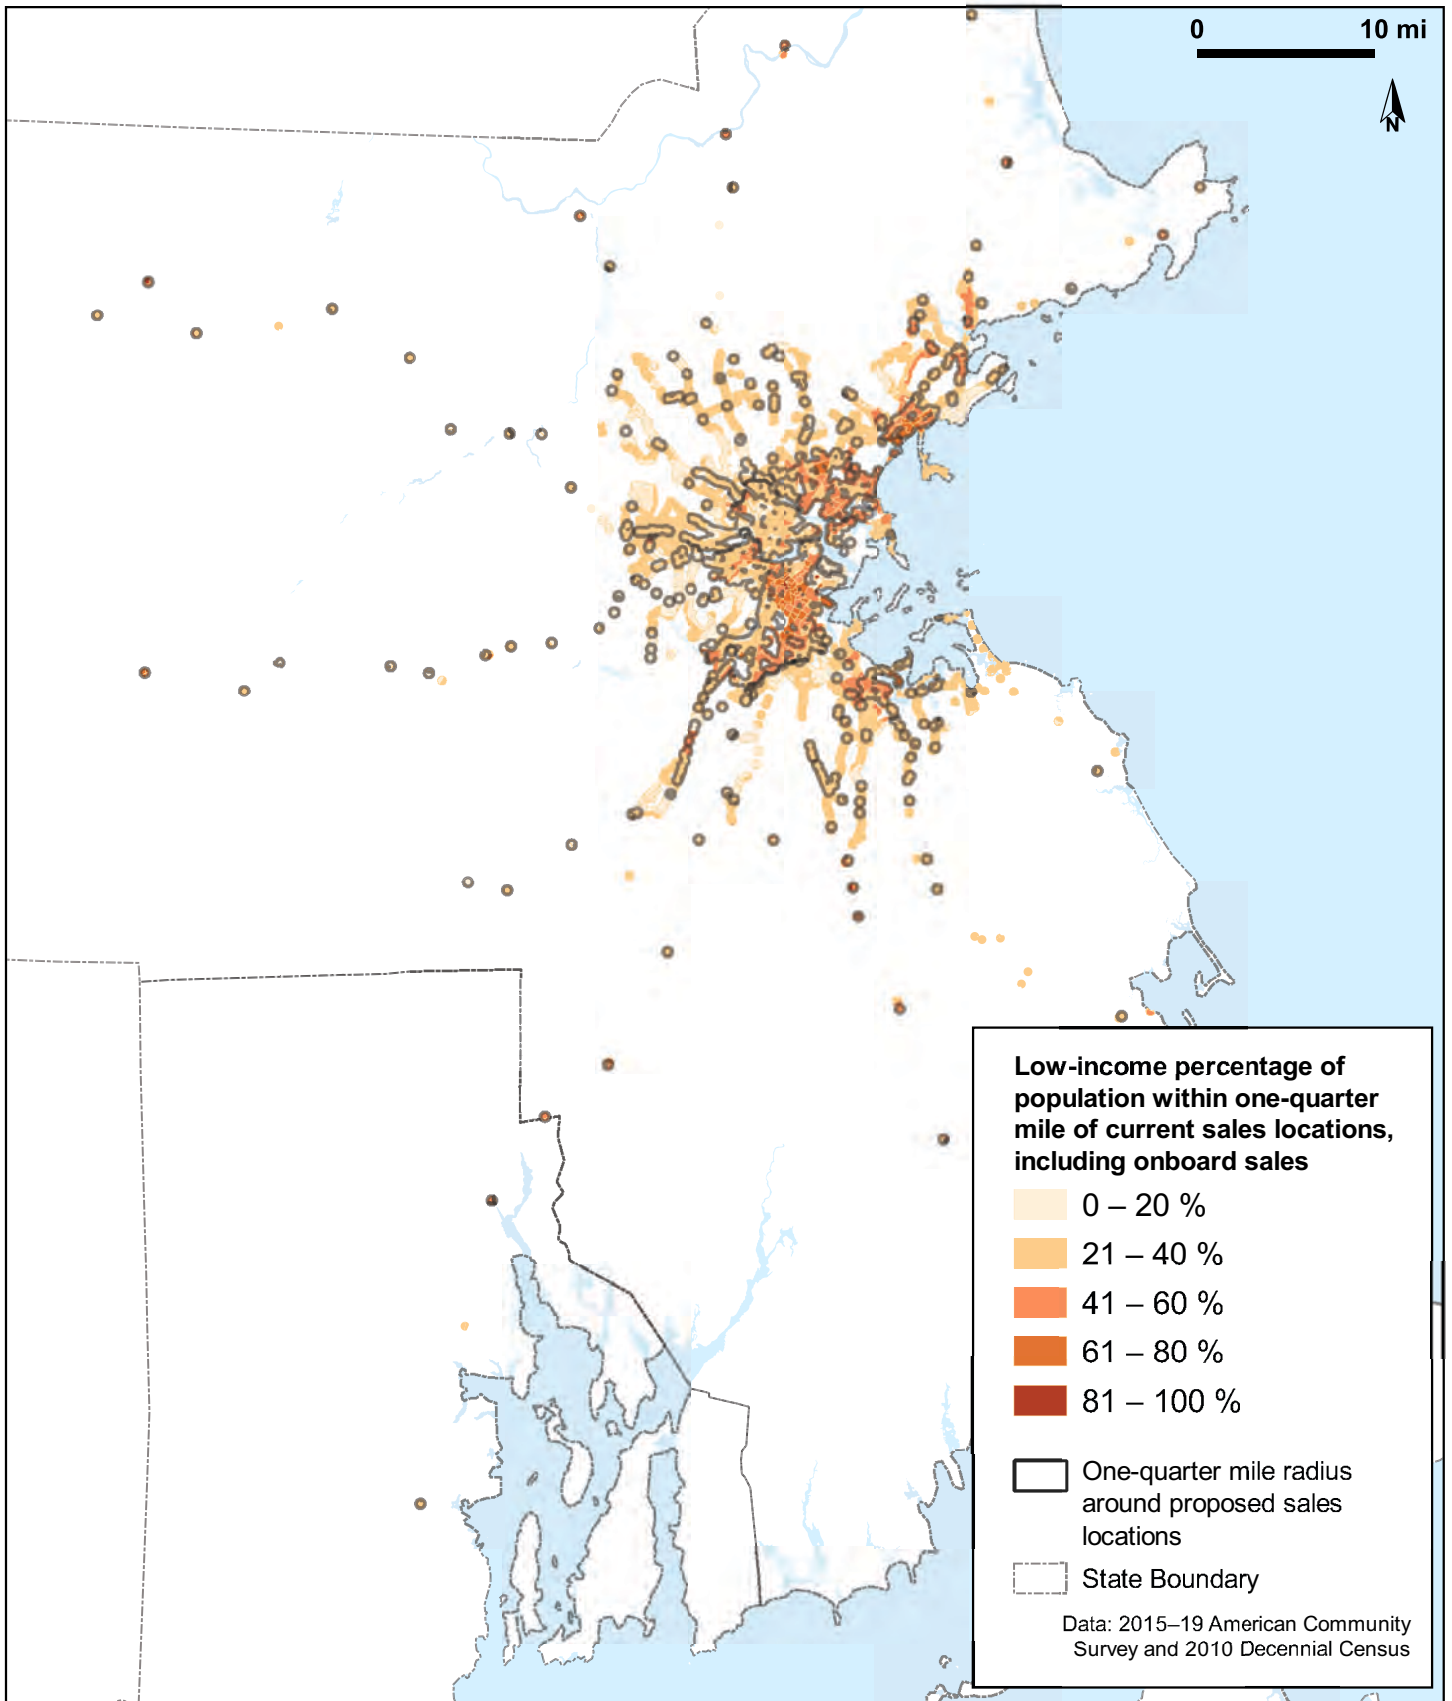 0 10 mi
N
Low-income percentage of
population within one-quarter
mile of current sales locations,
including onboard sales
0 – 20 %
21 – 40 %
41 – 60 %
61 – 80 %
81 – 100 %
One-quarter mile radius
around proposed sales
locations
State Boundary
Data: 2015–19 American Community
Survey and 2010 Decennial Census